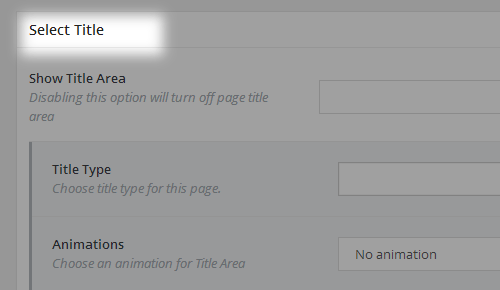 Select Title
Show Title Area
Disabling this option will turn off page title
area
Title Type
Choose title type for this page.
Animations
No animation
Choose an animation for Title Area